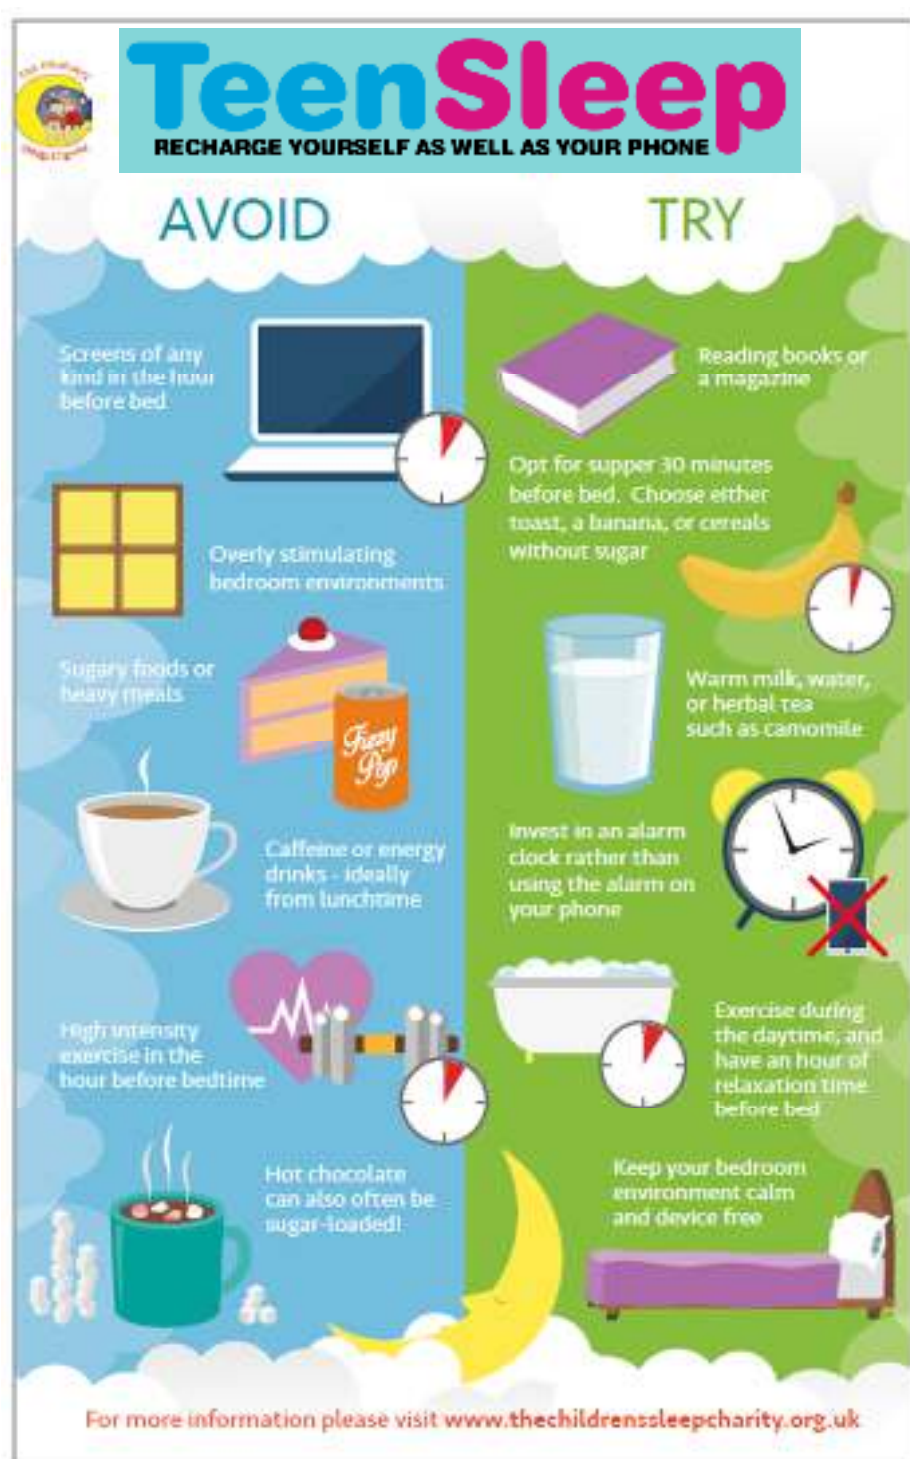 TeenSleep
RECHARGE YOURSELF AS WELL AS YOUR PHONE
AVOID
Screens of any
kind in the hour
before bed
Overly stimulating
bedroom environments
Sugary foods or
heavy meals
Fizzy
Pop
Caffeine or energy
drinks - ideally
from lunchtime
High intensity
exercise in the
hour before bedtime
Hot chocolate
can also often be
sugar-loaded!
TRY
Reading books or
a magazine
Opt for supper 30 minutes
before bed. Choose either
toast, a banana, or cereals
without sugar
Warm milk, water,
or herbal tea
such as camomile
Invest in an alarm
clock rather than
using the alarm on
your phone
Exercise during
the daytime, and
have an hour of
relaxation time
before bed
Keep your bedroom
environment calm
and device free
For more information please visit www.thechildrenssleepcharity.org.uk